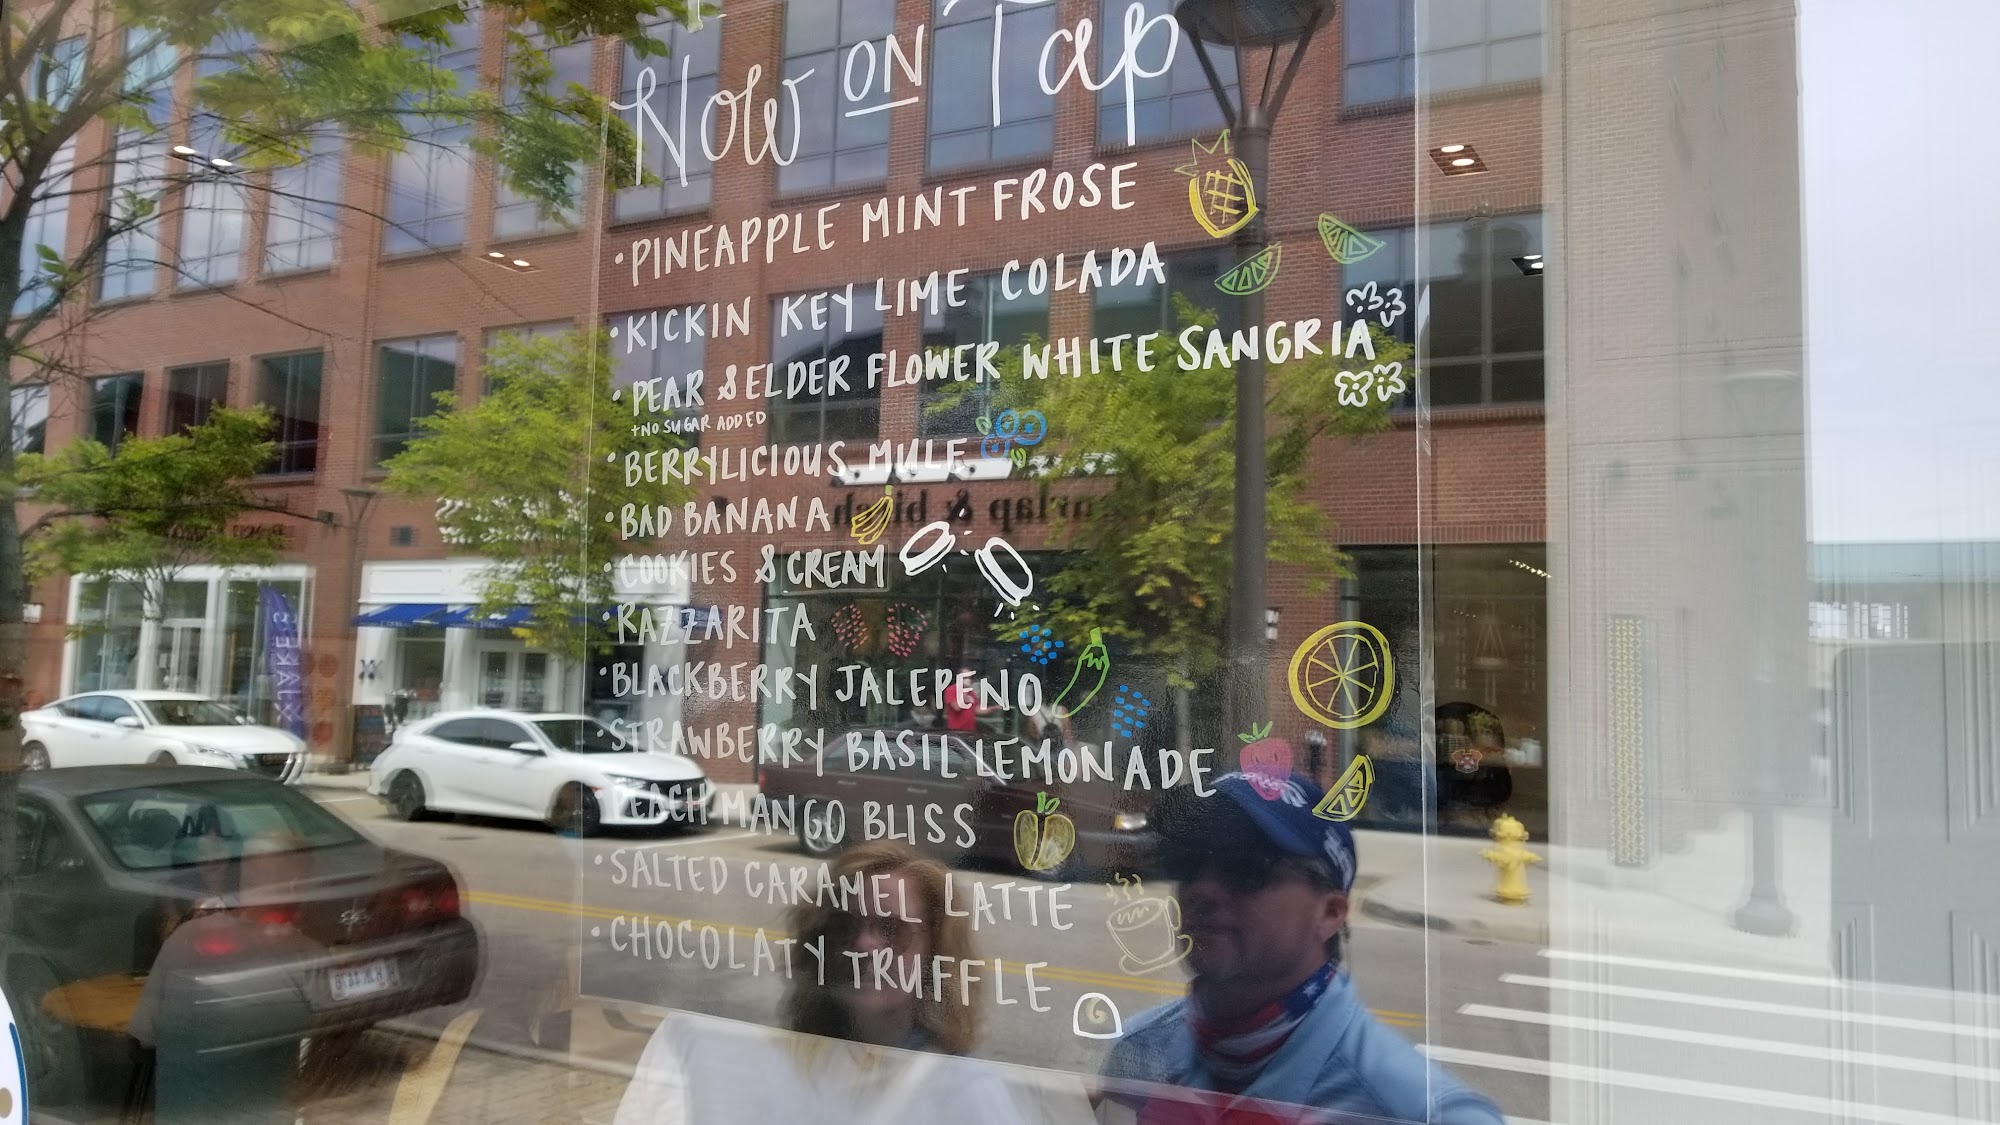 Now ON Tap
• PINEAPPLE MINT FROSE
• KICKIN KEY LIME COLADA
• PEAR & ELDER FLOWER WHITE SANGRIA
+NO SUGAR ADDED
• BERRYLICIOUS MULE
• BAD BANANA
• COOKIES & CREAM
• RAZZARITA
• BLACKBERRY JALEPENO
• STRAWBERRY BASIL LEMONADE
PEACH-MANGO BLISS
• SALTED CARAMEL LATTE
• CHOCOLATY TRUFFLE
SHAKES